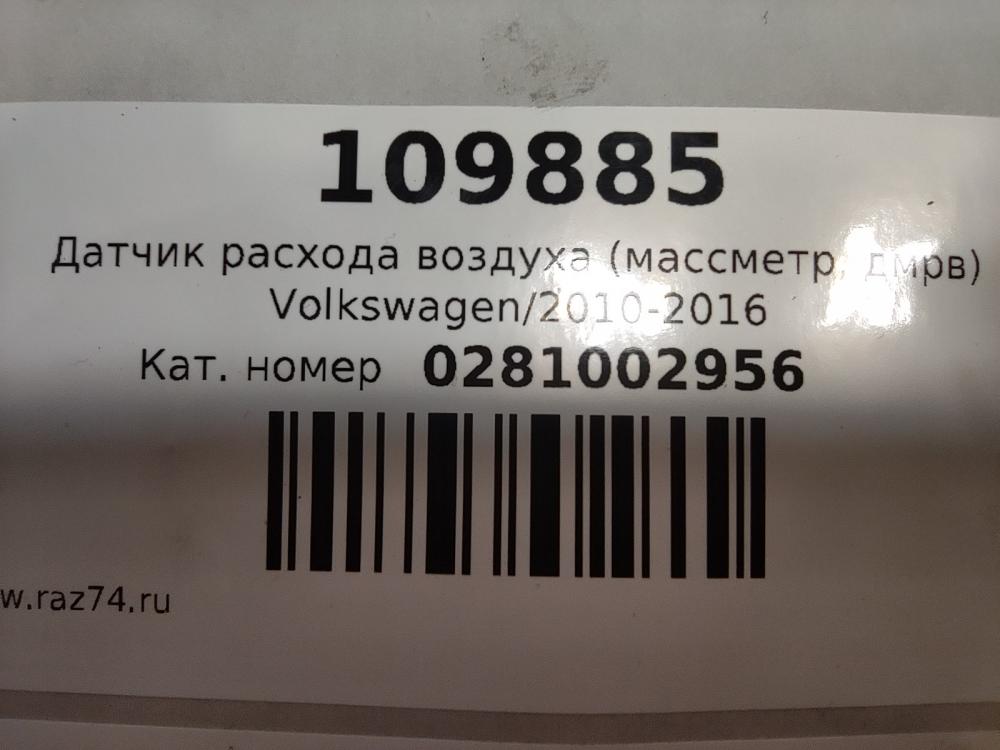 109885
Датчик расхода воздуха (массметр, дмрв)
Volkswagen/2010-2016
Кат. номер 0281002956
w.raz74.ru